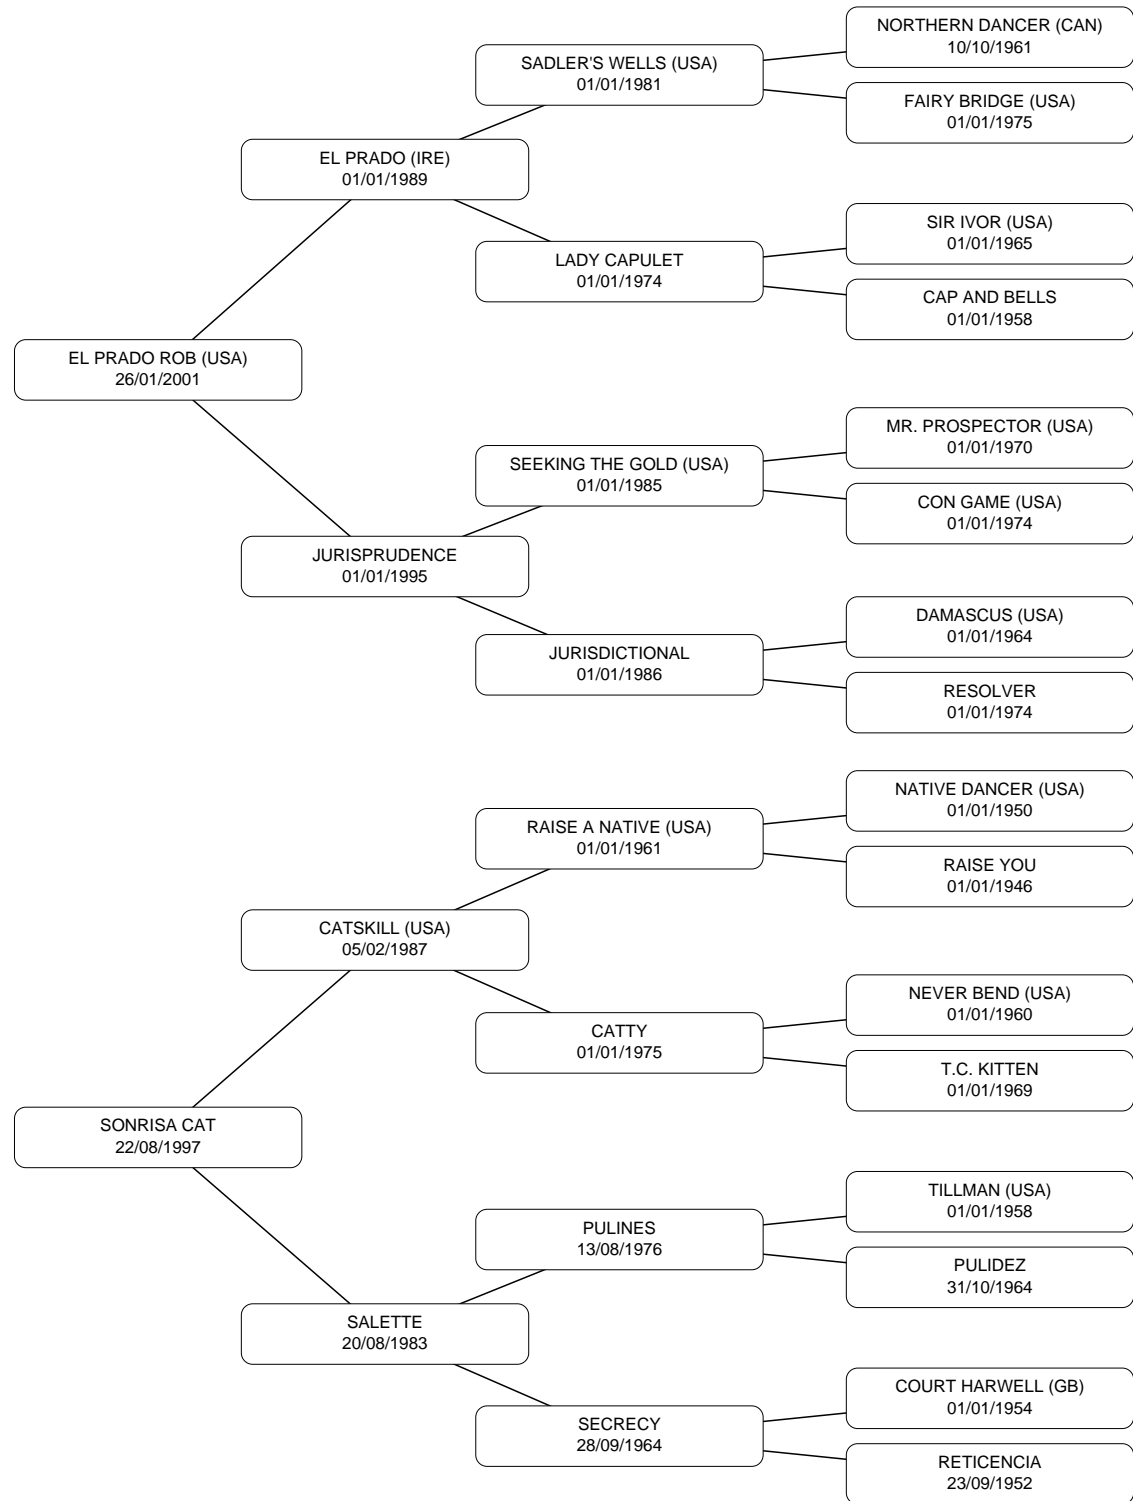 NORTHERN DANCER (CAN)
10/10/1961
SADLER'S WELLS (USA)
01/01/1981
FAIRY BRIDGE (USA)
01/01/1975
EL PRADO (IRE)
01/01/1989
SIR IVOR (USA)
01/01/1965
LADY CAPULET
01/01/1974
CAP AND BELLS
01/01/1958
EL PRADO ROB (USA)
26/01/2001
MR. PROSPECTOR (USA)
01/01/1970
SEEKING THE GOLD (USA)
01/01/1985
CON GAME (USA)
01/01/1974
JURISPRUDENCE
01/01/1995
DAMASCUS (USA)
01/01/1964
JURISDICTIONAL
01/01/1986
RESOLVER
01/01/1974
NATIVE DANCER (USA)
01/01/1950
RAISE A NATIVE (USA)
01/01/1961
RAISE YOU
01/01/1946
CATSKILL (USA)
05/02/1987
NEVER BEND (USA)
01/01/1960
CATTY
01/01/1975
T.C. KITTEN
01/01/1969
SONRISA CAT
22/08/1997
TILLMAN (USA)
01/01/1958
PULINES
13/08/1976
PULIDEZ
31/10/1964
SALETTE
20/08/1983
COURT HARWELL (GB)
01/01/1954
SECRECY
28/09/1964
RETICENCIA
23/09/1952